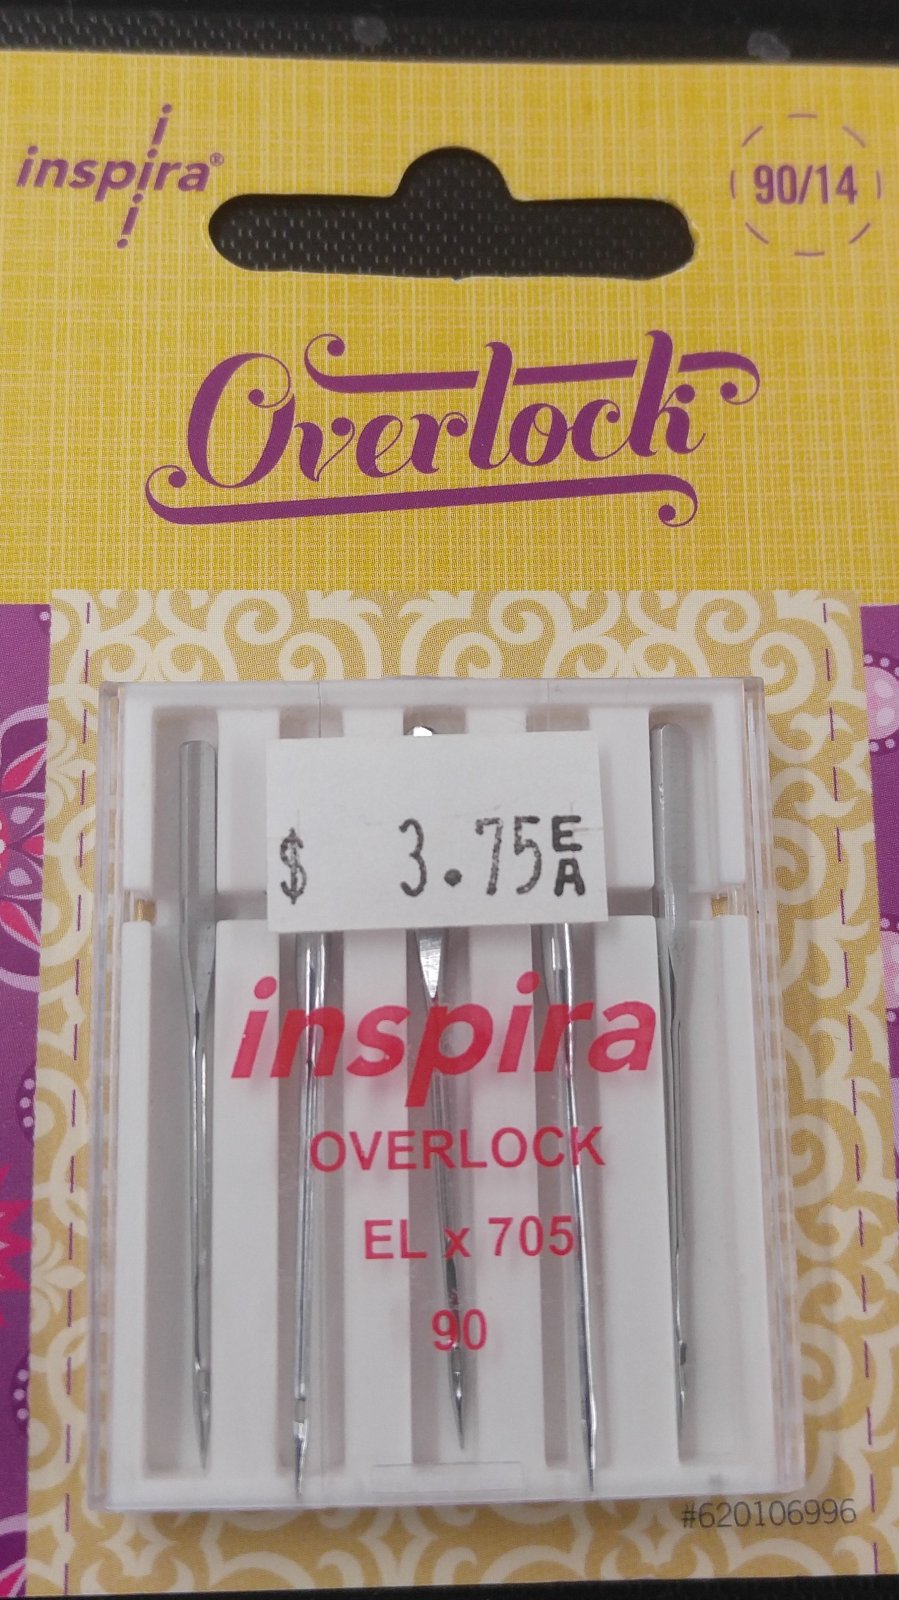 inspira®
90/14
Overlock
$ 3.75 EA
inspira
OVERLOCK
EL x 705
90
#620106996